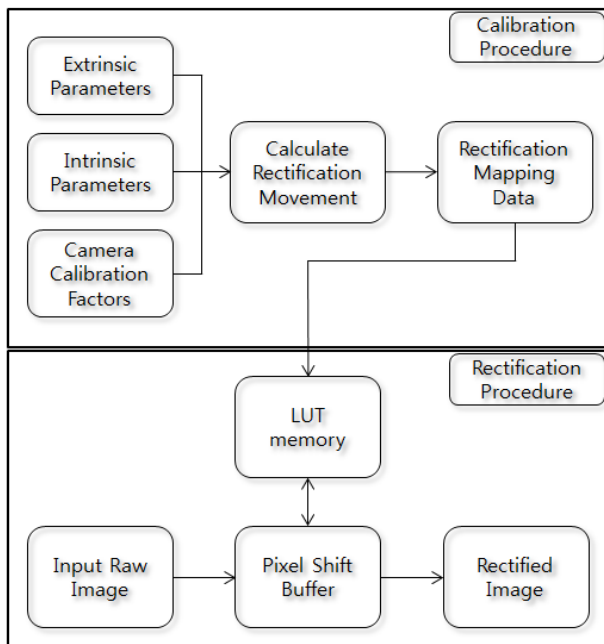 Calibration
Procedure
Extrinsic
Parameters
Intrinsic
Parameters
Camera
Calibration
Factors
Calculate
Rectification
Movement
Rectification
Mapping
Data
Rectification
Procedure
LUT
memory
Input Raw
Image
Pixel Shift
Buffer
Rectified
Image